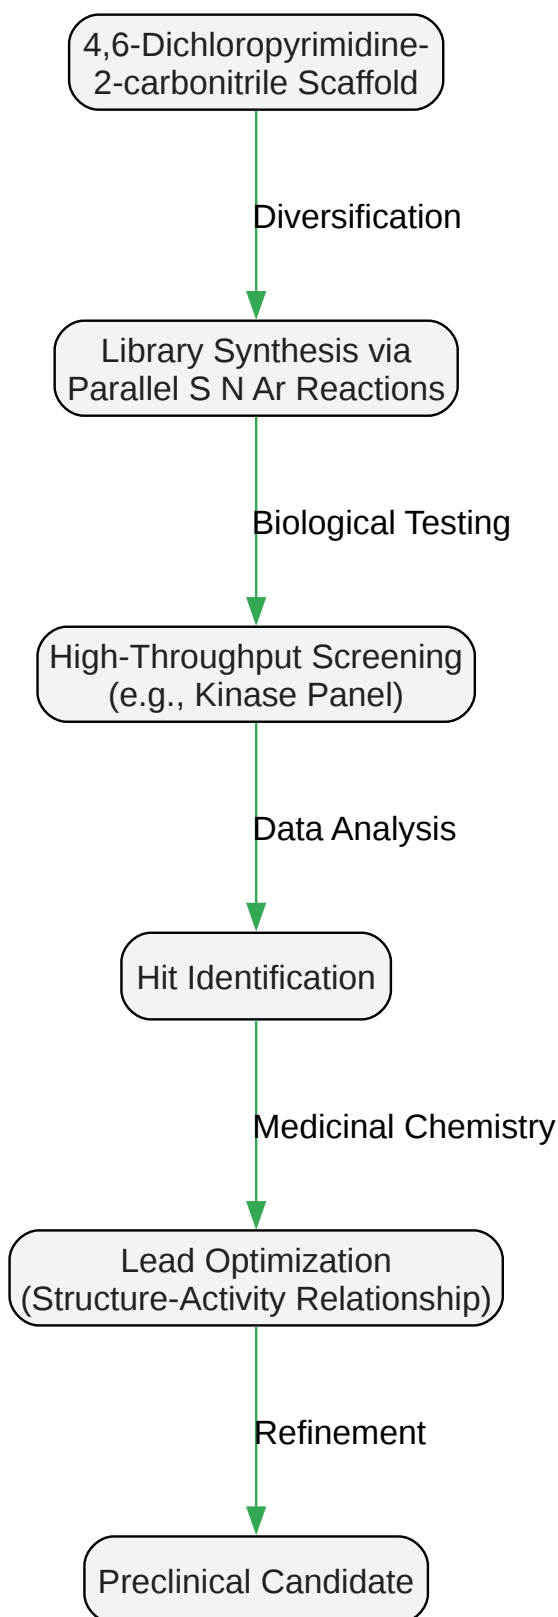 4,6-Dichloropyrimidine-
2-carbonitrile Scaffold
Diversification
Library Synthesis via
Parallel S N Ar Reactions
Biological Testing
High-Throughput Screening
(e.g., Kinase Panel)
Data Analysis
Hit Identification
Medicinal Chemistry
Lead Optimization
(Structure-Activity Relationship)
Refinement
Preclinical Candidate